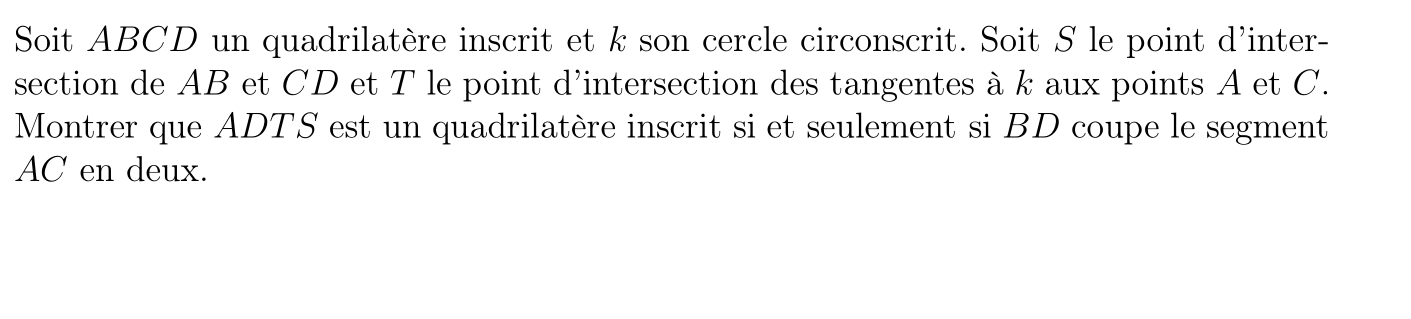 Soit ABCD un quadrilatère inscrit et k son cercle circonscrit. Soit S le point d'inter-
section de AB et CD et T le point d'intersection des tangentes à k aux points A et C.
Montrer que ADTS est un quadrilatère inscrit si et seulement si BD coupe le segment
AC en deux.